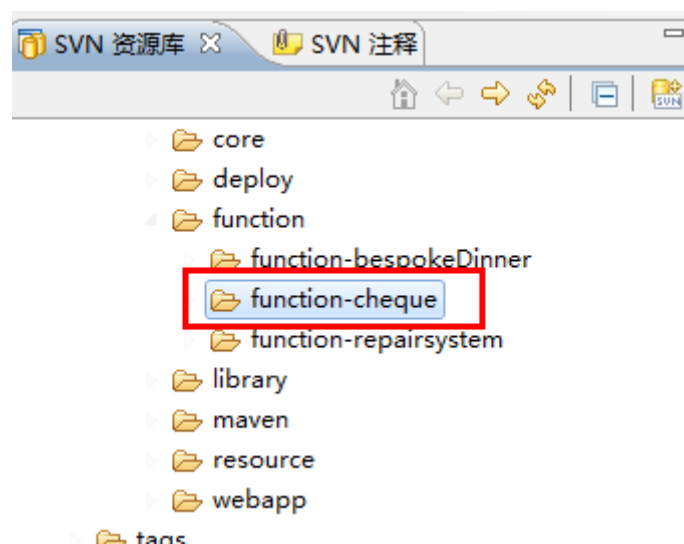 SVN 资源库 SVN 注释
SVN
core
deploy
function
function-bespokeDinner
function-cheque
function-repairsystem
library
maven
resource
webapp
tags